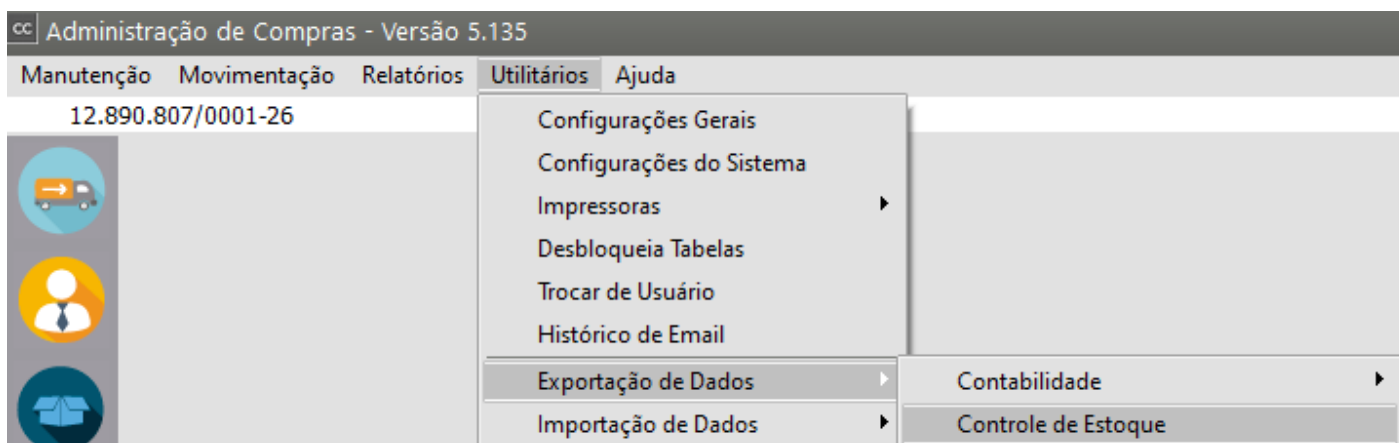 cc Administração de Compras - Versão 5.135
Manutenção Movimentação Relatórios Utilitários Ajuda
12.890.807/0001-26
Configurações Gerais
Configurações do Sistema
Impressoras
Desbloqueia Tabelas
Trocar de Usuário
Histórico de Email
Exportação de Dados
Contabilidade
Importação de Dados
Controle de Estoque